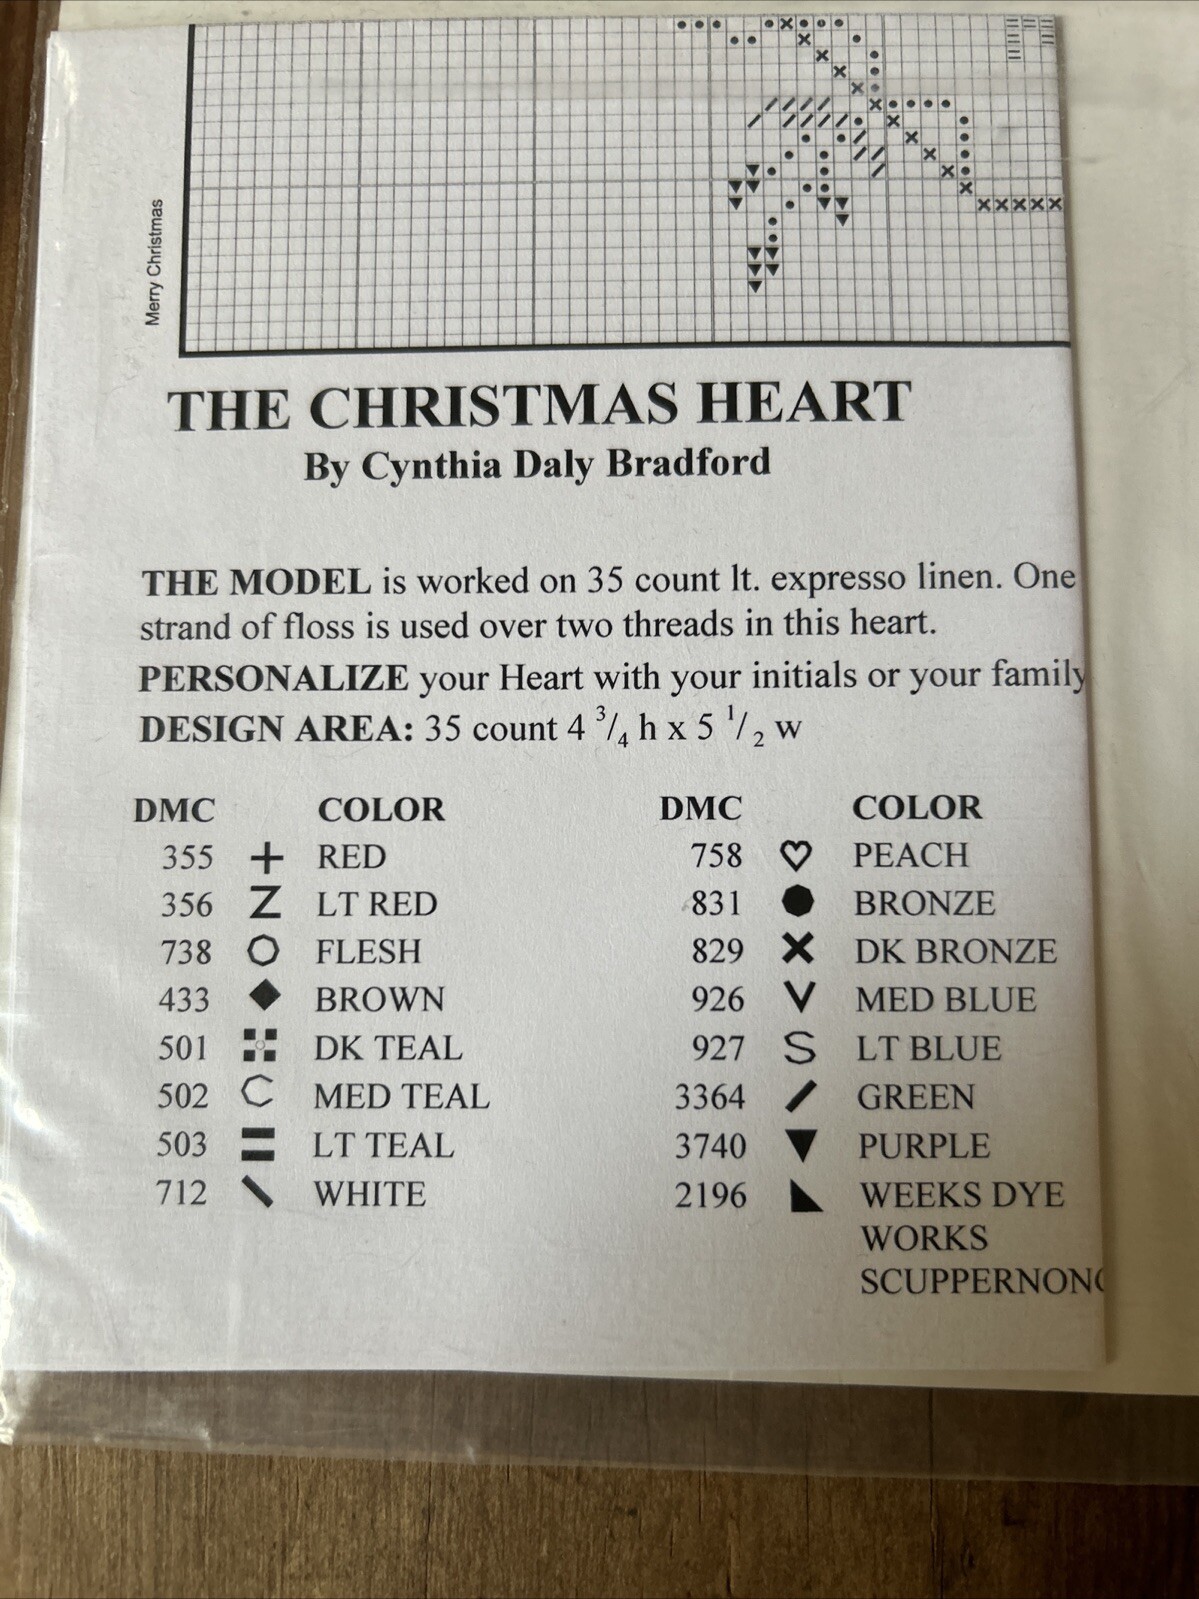 Merry Christmas
THE CHRISTMAS HEART
By Cynthia Daly Bradford
THE MODEL is worked on 35 count lt. expresso linen. One
strand of floss is used over two threads in this heart.
PERSONALIZE your Heart with your initials or your family
DESIGN AREA: 35 count 4 3/4 h x 5 1/2 w
DMC COLOR DMC COLOR
355 + RED 758 ♡ PEACH
356 Z LT RED 831 ● BRONZE
738 O FLESH 829 X DK BRONZE
433 ◆ BROWN 926 V MED BLUE
501 DK TEAL 927 S LT BLUE
502 C MED TEAL 3364 / GREEN
503 = LT TEAL 3740 ▼ PURPLE
712 \ WHITE 2196 ◣ WEEKS DYE
WORKS
SCUPPERNONG